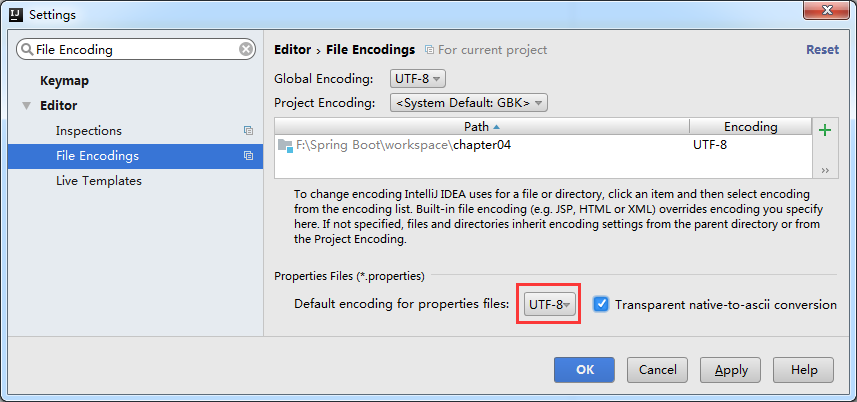 Settings
File Encoding
Keymap
Editor
Inspections
File Encodings
Live Templates
Editor › File Encodings For current project Reset
Global Encoding: UTF-8
Project Encoding: <System Default: GBK>
Path Encoding
F:\Spring Boot\workspace\chapter04 UTF-8
To change encoding IntelliJ IDEA uses for a file or directory, click an item and then select encoding
from the encoding list. Built-in file encoding (e.g. JSP, HTML or XML) overrides encoding you specify
here. If not specified, files and directories inherit encoding settings from the parent directory or from
the Project Encoding.
Properties Files (*.properties)
Default encoding for properties files: UTF-8 Transparent native-to-ascii conversion
OK Cancel Apply Help